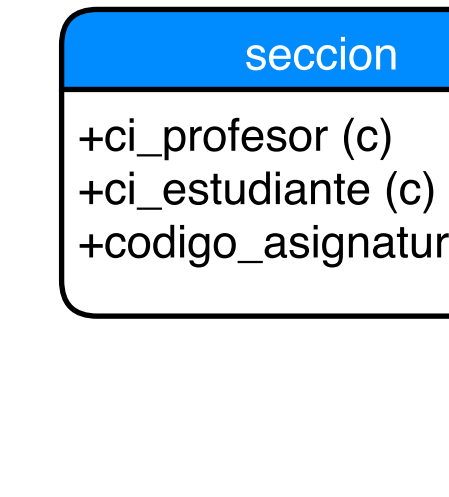 seccion
+ci_profesor (c)
+ci_estudiante (c)
+codigo_asignatur